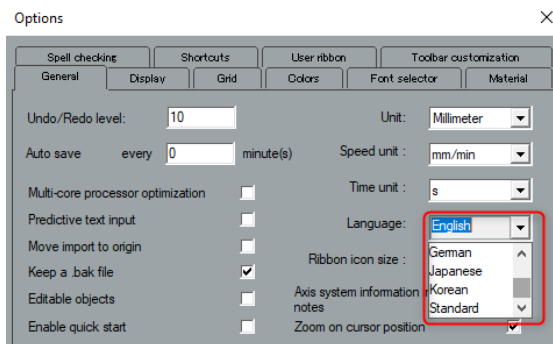 Options
Spell checking Shortcuts User ribbon Toolbar customization
General Display Grid Colors Font selector Material
Undo/Redo level: 10 Unit: Millimeter
Auto save every 0 minute(s) Speed unit : mm/min
Multi-core processor optimization Time unit : s
Predictive text input Language: English
Move import to origin German
Keep a .bak file Ribbon icon size : Japanese
Editable objects Axis system information Korean
notes Standard
Enable quick start Zoom on cursor position